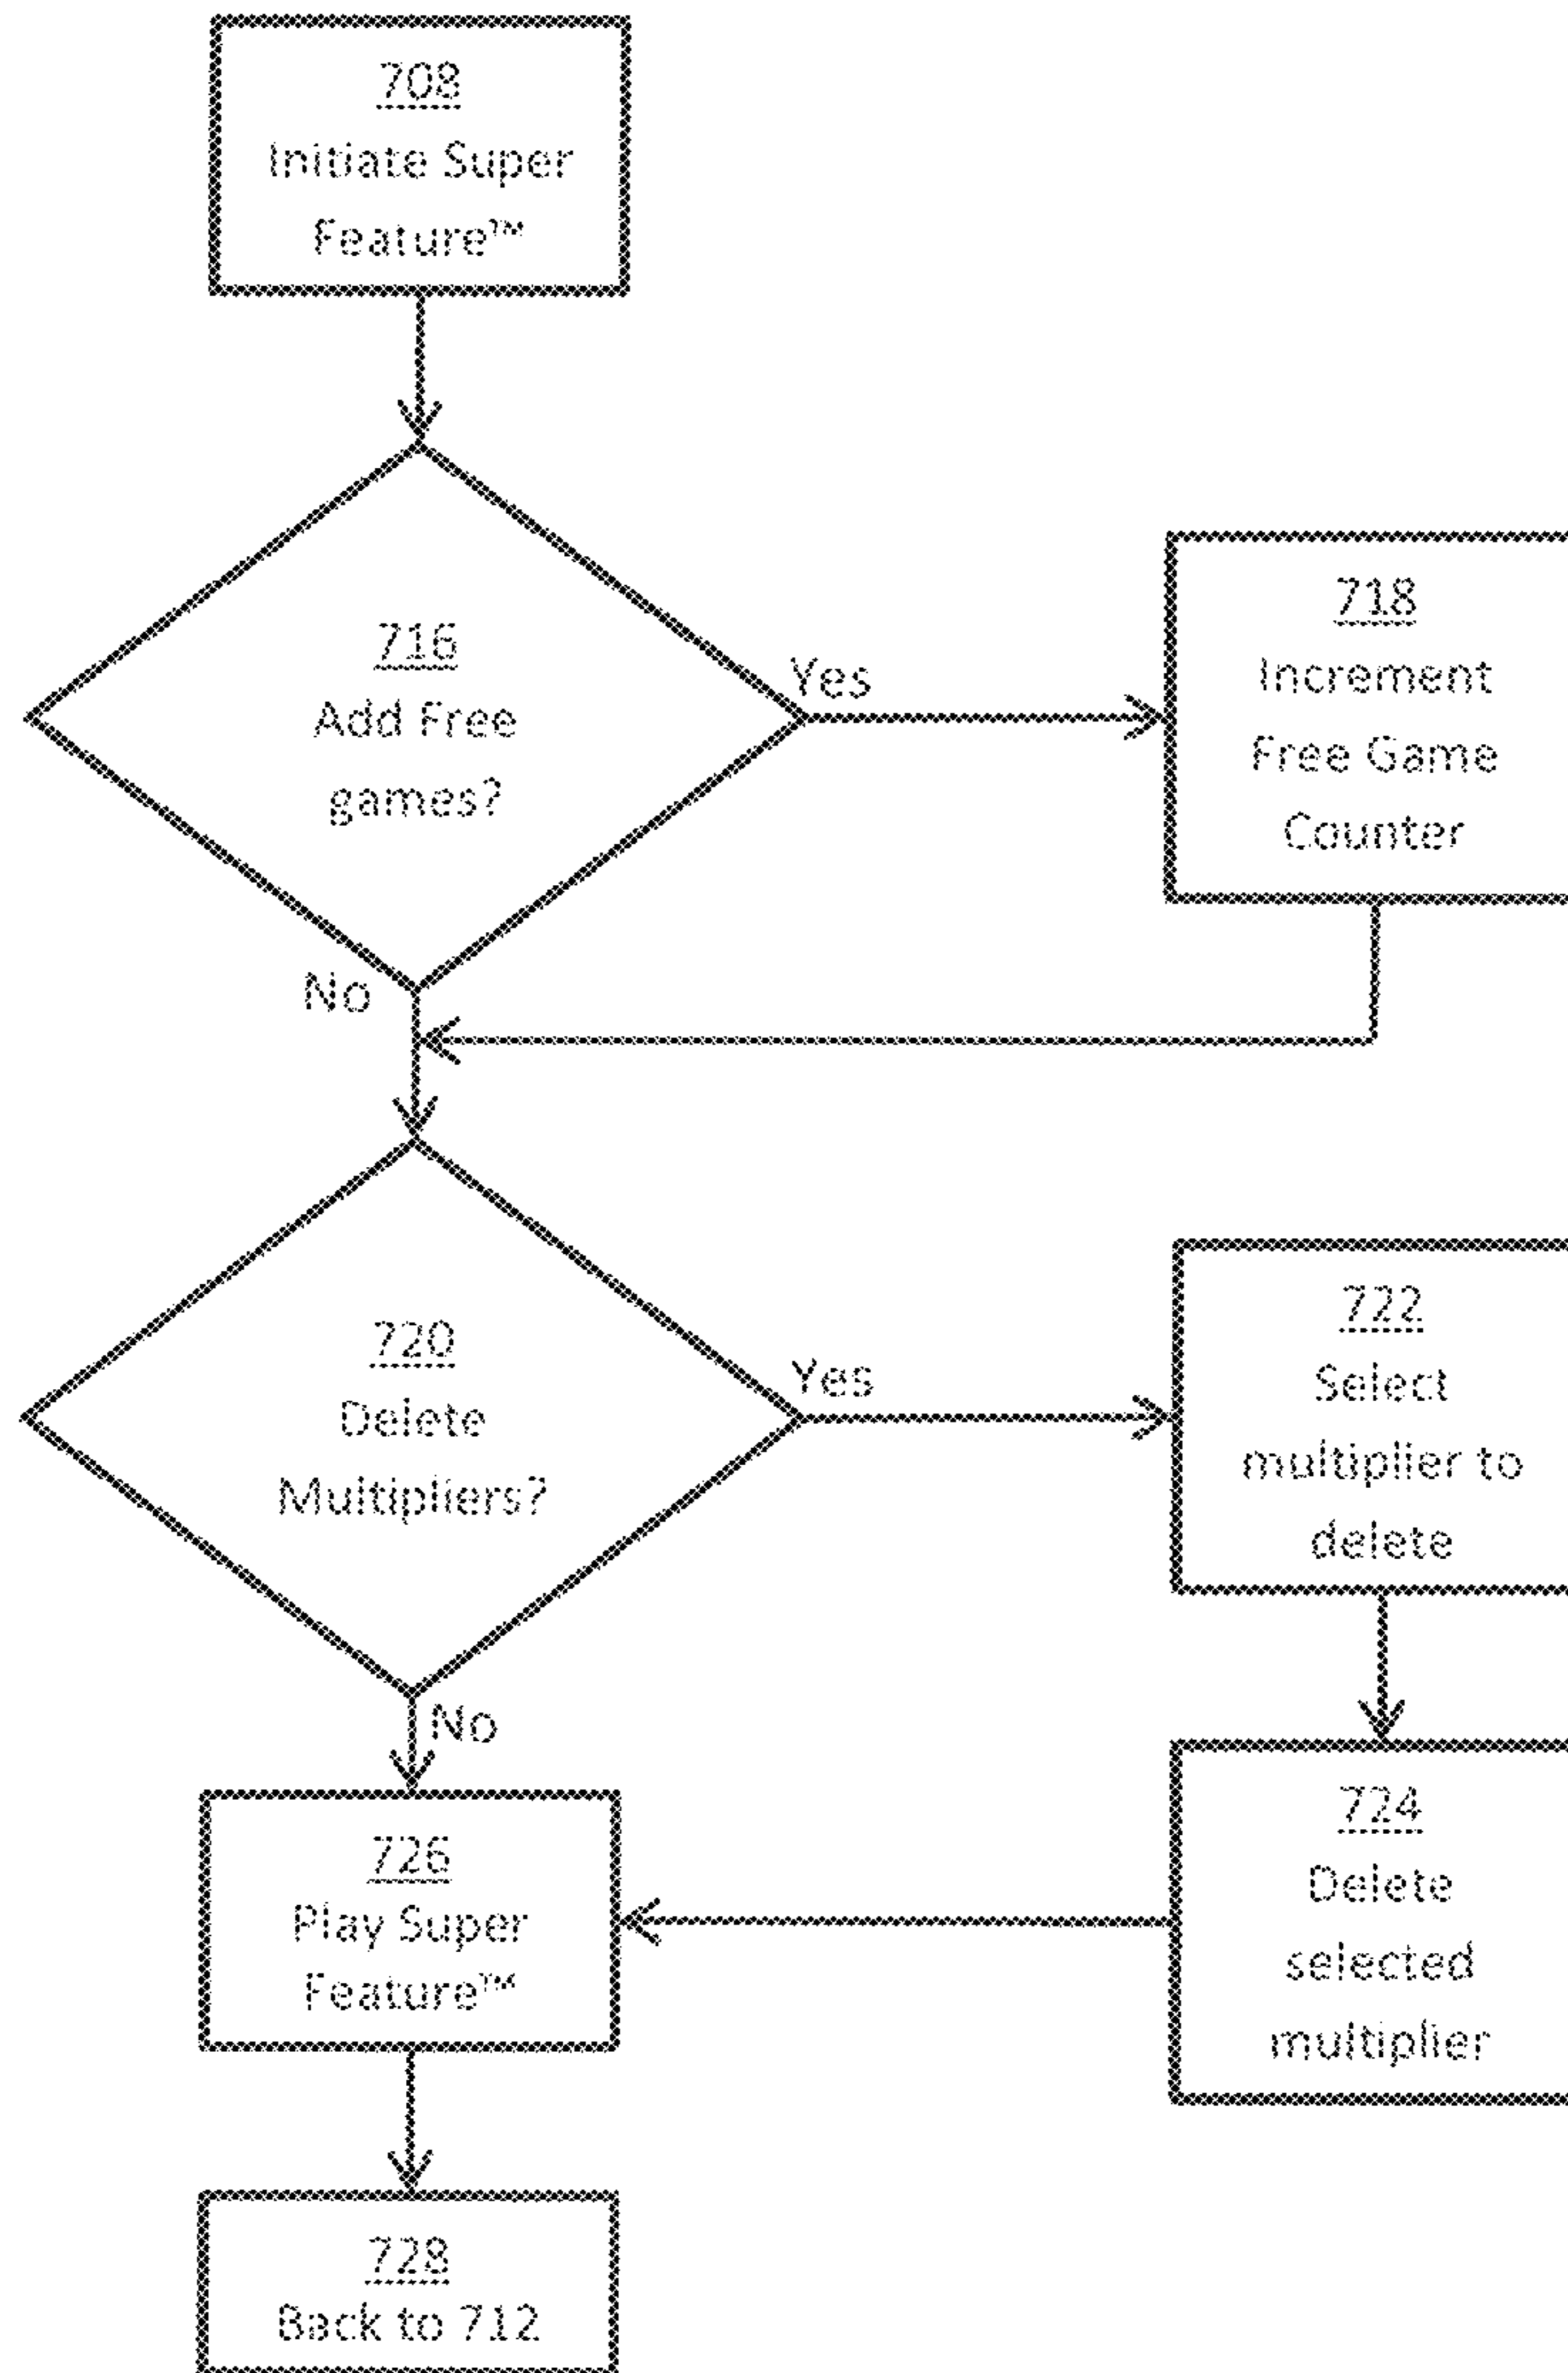 708
Initiate Super
Feature™
716
Add Free
games?
Yes
718
Increment
Free Game
Counter
No
720
Delete
Multipliers?
Yes
722
Select
multiplier to
delete
No
724
Delete
selected
multiplier
726
Play Super
Feature™
728
Back to 712